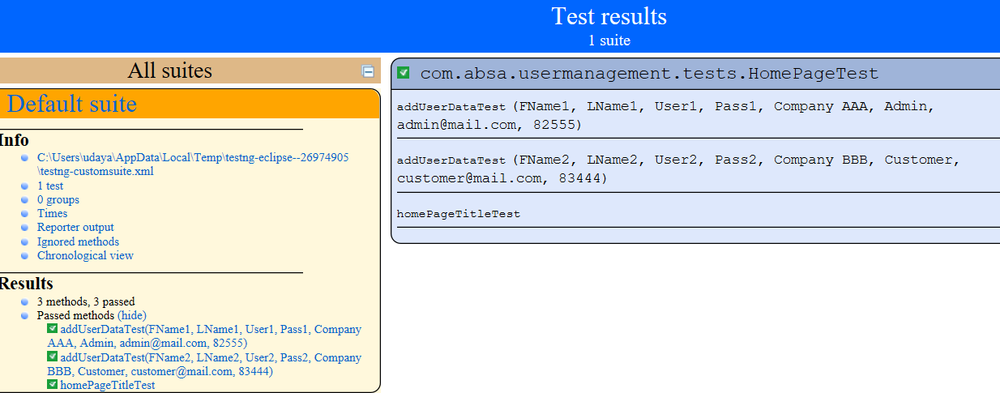 Test results
1 suite
All suites
Default suite
Info
C:\Users\udaya\AppData\Local\Temp\testng-eclipse--26974905
\testng-customsuite.xml
1 test
0 groups
Times
Reporter output
Ignored methods
Chronological view
Results
3 methods, 3 passed
Passed methods (hide)
addUserDataTest(FName1, LName1, User1, Pass1, Company
AAA, Admin, admin@mail.com, 82555)
addUserDataTest(FName2, LName2, User2, Pass2, Company
BBB, Customer, customer@mail.com, 83444)
homePageTitleTest
com.absa.usermanagement.tests.HomePageTest
addUserDataTest (FName1, LName1, User1, Pass1, Company AAA, Admin,
admin@mail.com, 82555)
addUserDataTest (FName2, LName2, User2, Pass2, Company BBB, Customer,
customer@mail.com, 83444)
homePageTitleTest